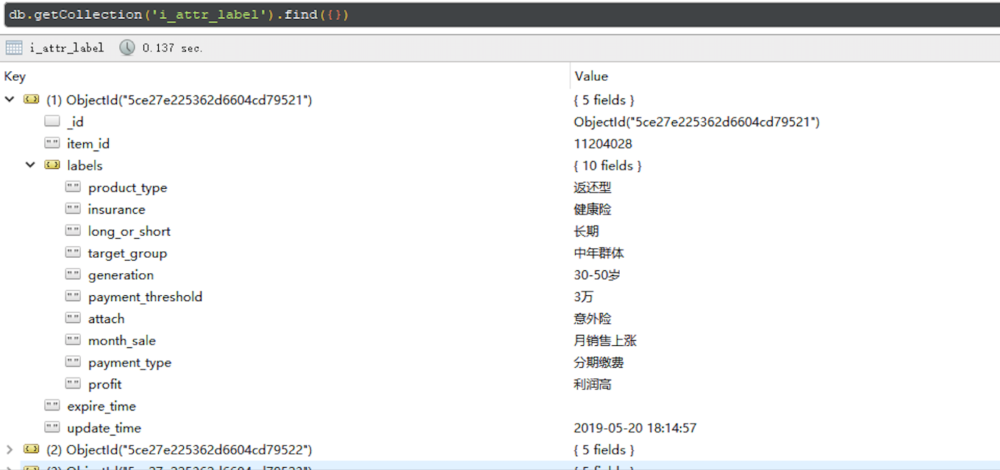 db.getCollection('i_attr_label').find({})
i_attr_label 0.137 sec.
Key Value
(1) ObjectId("5ce27e225362d6604cd79521") { 5 fields }
_id ObjectId("5ce27e225362d6604cd79521")
item_id 11204028
labels { 10 fields }
product_type 返还型
insurance 健康险
long_or_short 长期
target_group 中年群体
generation 30-50岁
payment_threshold 3万
attach 意外险
month_sale 月销售上涨
payment_type 分期缴费
profit 利润高
expire_time
update_time 2019-05-20 18:14:57
(2) ObjectId("5ce27e225362d6604cd79522") { 5 fields }